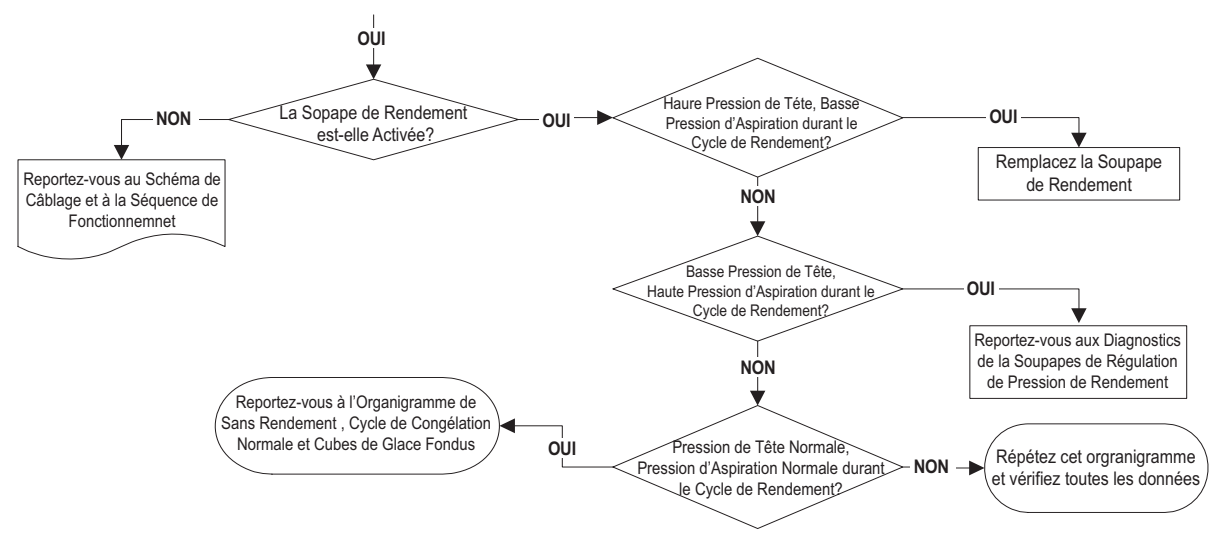 OUI
La Sopape de Rendement
est-elle Activée?
NON
OUI
Reportez-vous au Schéma de
Câblage et à la Séquence de
Fonctionnemnet
Haure Pression de Téte, Basse
Pression d'Aspiration durant le
Cycle de Rendement?
OUI
Remplacez la Soupape
de Rendement
NON
Basse Pression de Tête,
Haute Pression d'Aspiration durant le
Cycle de Rendement?
OUI
Reportez-vous aux Diagnostics
de la Soupapes de Régulation
de Pression de Rendement
NON
Pression de Tête Normale,
Pression d'Aspiration Normale durant
le Cycle de Rendement?
OUI
Reportez-vous à l'Organigramme de
Sans Rendement , Cycle de Congélation
Normale et Cubes de Glace Fondus
NON
Répétez cet orgranigramme
et vérifiez toutes les données